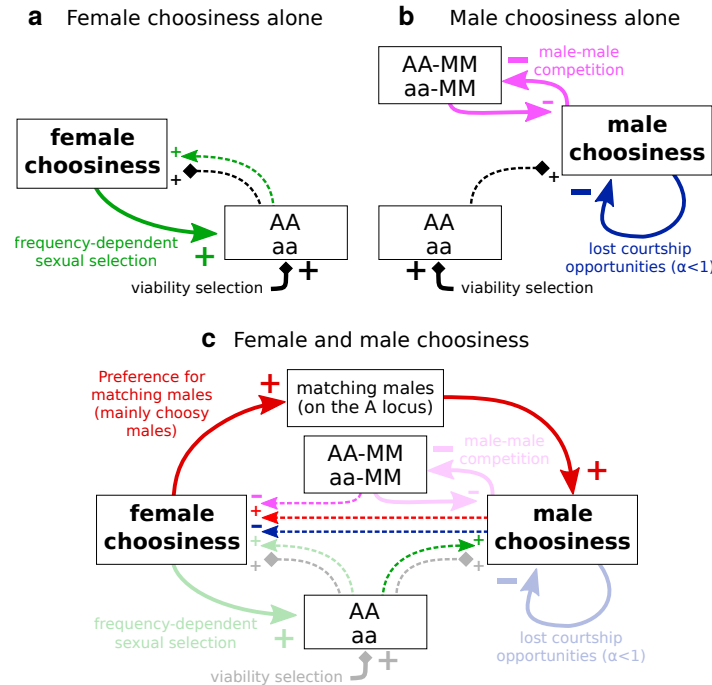 a Female choosiness alone
female
choosiness
+
+
AA
aa
frequency-dependent
sexual selection
+
+
viability selection
b Male choosiness alone
AA-MM
aa-MM
−
male-male
competition
-
male
choosiness
+
−
AA
aa
lost courtship
opportunities (α<1)
+
viability selection
c Female and male choosiness
Preference for
matching males
(mainly choosy
males)
+
matching males
(on the A locus)
AA-MM
aa-MM
−
male-male
competition
-
+
female
choosiness
-
+
-
+
+
male
choosiness
+
+
−
AA
aa
frequency-dependent
sexual selection
+
+
viability selection
lost courtship
opportunities (α<1)